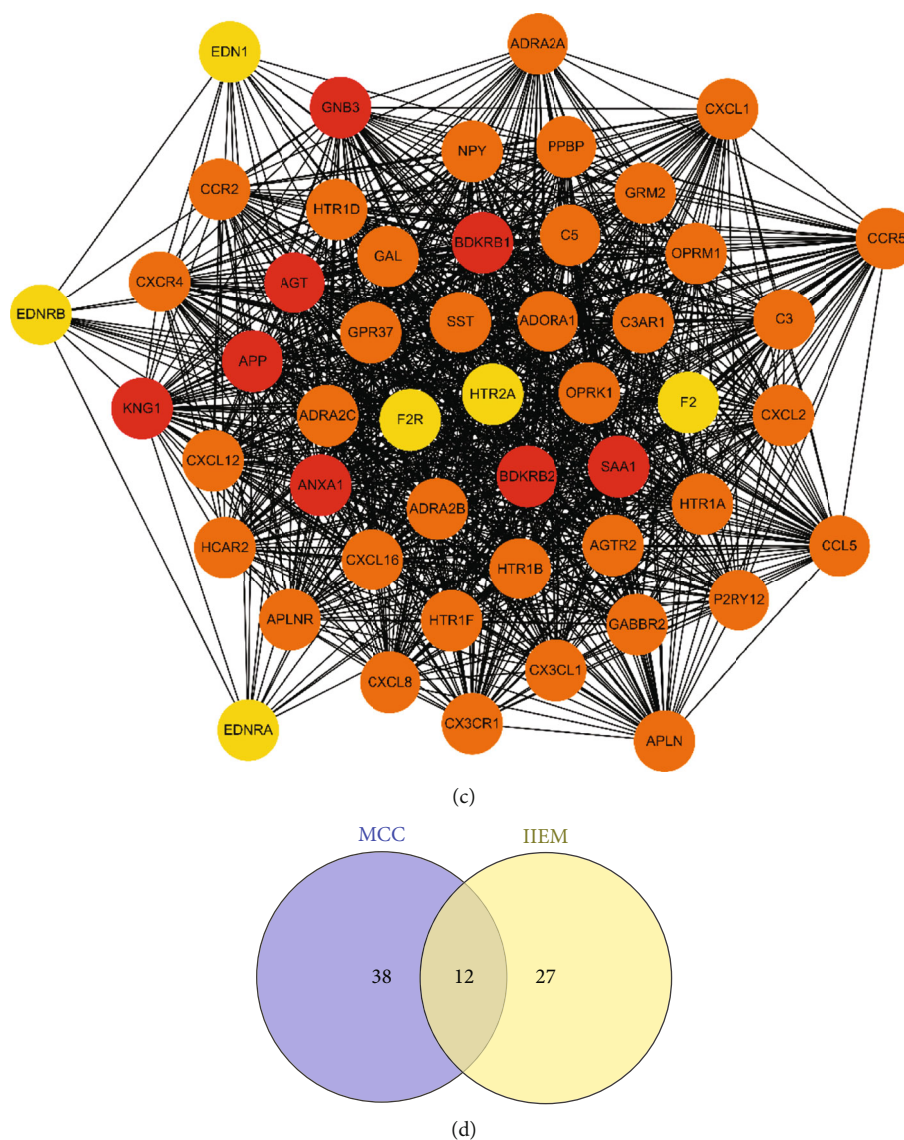 EDN1
ADRA2A
GNB3
CXCL1
NPY
PPBP
CCR2
GRM2
HTR1D
CCR5
BDKRB1
C5
GAL
OPRM1
CXCR4
AGT
EDNRB
SST
ADORA1
C3AR1
C3
GPR37
APP
HTR2A
OPRK1
F2
KNG1
ADRA2C
F2R
CXCL2
CXCL12
SAA1
BDKRB2
ANXA1
HTR1A
ADRA2B
HCAR2
CXCL16
AGTR2
CCL5
HTR1B
P2RY12
APLNR
HTR1F
GABBR2
CX3CL1
CXCL8
CX3CR1
EDNRA
APLN
(c)
MCC
IIEM
38
12
27
(d)